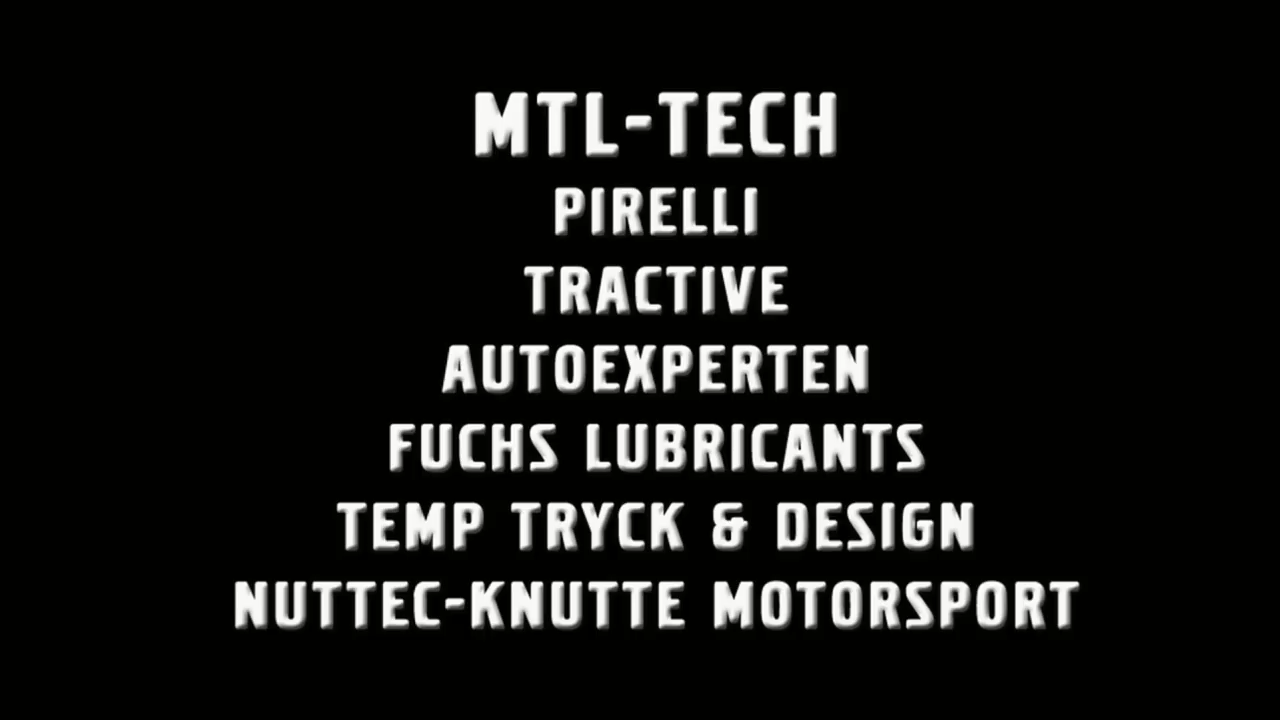 MTL-TECH
PIRELLI
TRACTIVE
AUTOEXPERTEN
FUCHS LUBRICANTS
TEMP TRYCK & DESIGN
NUTTEC-KNUTTE MOTORSPORT